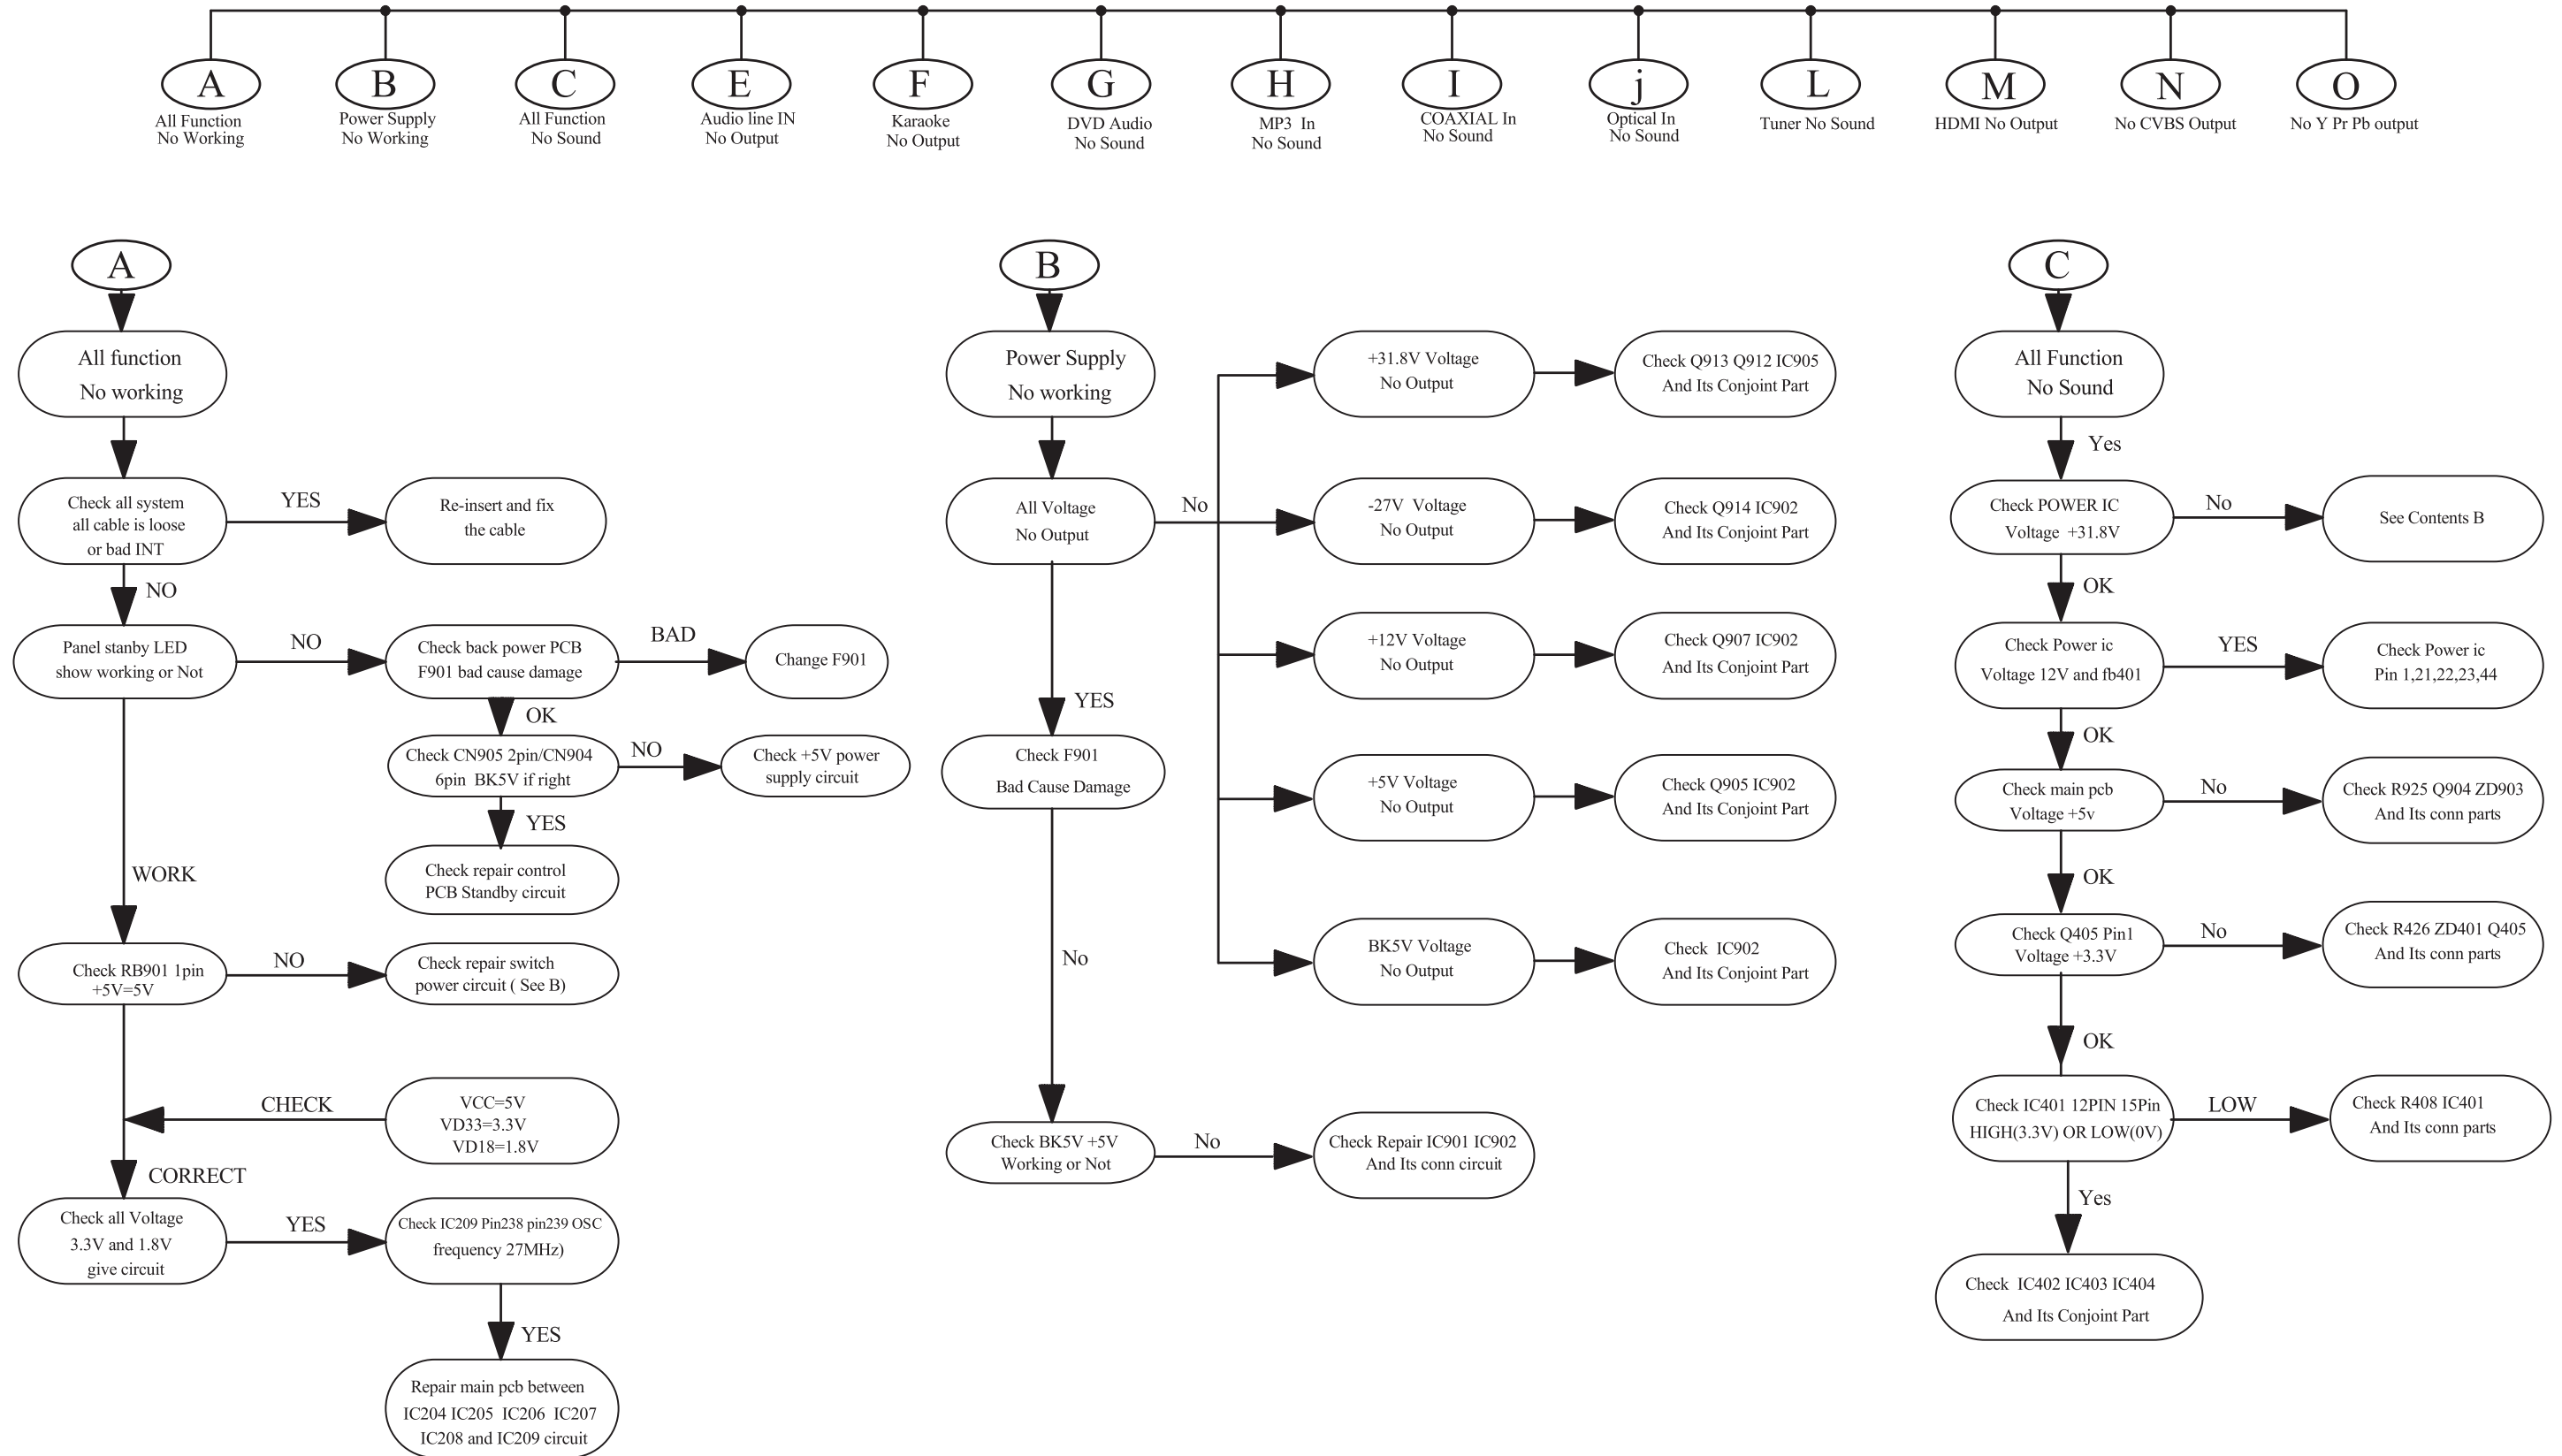 A
B
C
E
F
G
H
I
j
L
M
N
O
All Function
No Working
Power Supply
No Working
All Function
No Sound
Audio line IN
No Output
Karaoke
No Output
DVD Audio
No Sound
MP3 In
No Sound
COAXIAL In
No Sound
Optical In
No Sound
Tuner No Sound
HDMI No Output
No CVBS Output
No Y Pr Pb output
A
All function
No working
Check all system
all cable is loose
or bad INT
YES
Re-insert and fix
the cable
NO
Panel stanby LED
show working or Not
NO
Check back power PCB
F901 bad cause damage
BAD
Change F901
OK
Check CN905 2pin/CN904
6pin BK5V if right
NO
Check +5V power
supply circuit
YES
Check repair control
PCB Standby circuit
WORK
Check RB901 1pin
+5V=5V
NO
Check repair switch
power circuit ( See B)
CHECK
VCC=5V
VD33=3.3V
VD18=1.8V
CORRECT
Check all Voltage
3.3V and 1.8V
give circuit
YES
Check IC209 Pin238 pin239 OSC
frequency 27MHz)
YES
Repair main pcb between
IC204 IC205 IC206 IC207
IC208 and IC209 circuit
B
Power Supply
No working
All Voltage
No Output
No
+31.8V Voltage
No Output
Check Q913 Q912 IC905
And Its Conjoint Part
-27V Voltage
No Output
Check Q914 IC902
And Its Conjoint Part
+12V Voltage
No Output
Check Q907 IC902
And Its Conjoint Part
+5V Voltage
No Output
Check Q905 IC902
And Its Conjoint Part
BK5V Voltage
No Output
Check IC902
And Its Conjoint Part
YES
Check F901
Bad Cause Damage
No
Check BK5V +5V
Working or Not
No
Check Repair IC901 IC902
And Its conn circuit
C
All Function
No Sound
Yes
Check POWER IC
Voltage +31.8V
No
See Contents B
OK
Check Power ic
Voltage 12V and fb401
YES
Check Power ic
Pin 1,21,22,23,44
OK
Check main pcb
Voltage +5v
No
Check R925 Q904 ZD903
And Its conn parts
OK
Check Q405 Pin1
Voltage +3.3V
No
Check R426 ZD401 Q405
And Its conn parts
OK
Check IC401 12PIN 15Pin
HIGH(3.3V) OR LOW(0V)
LOW
Check R408 IC401
And Its conn parts
Yes
Check IC402 IC403 IC404
And Its Conjoint Part